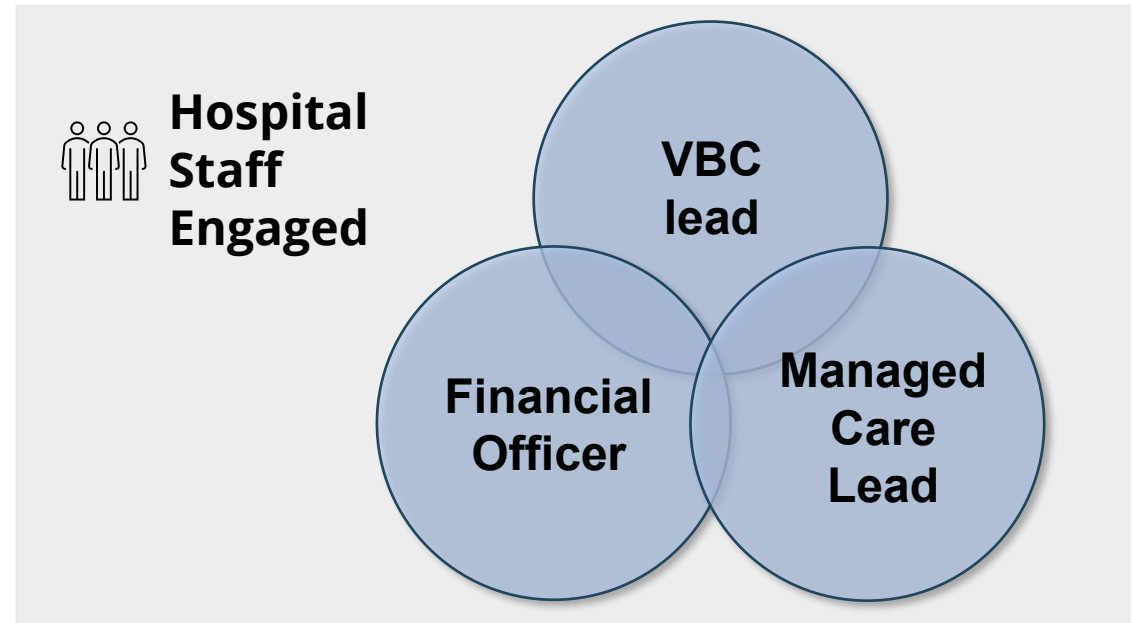 Hospital
Staff
Engaged
VBC
lead
Financial
Officer
Managed
Care
Lead